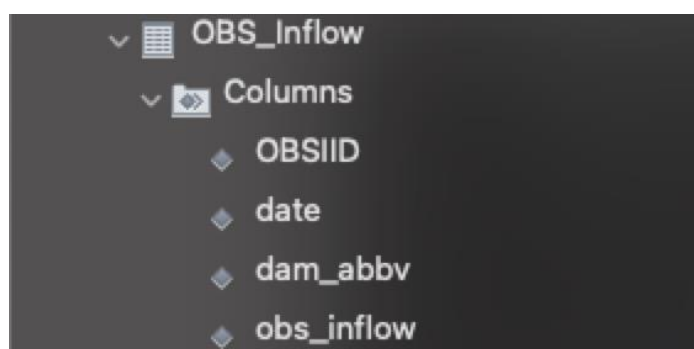 OBS_Inflow
Columns
OBSIID
date
dam_abbv
obs_inflow